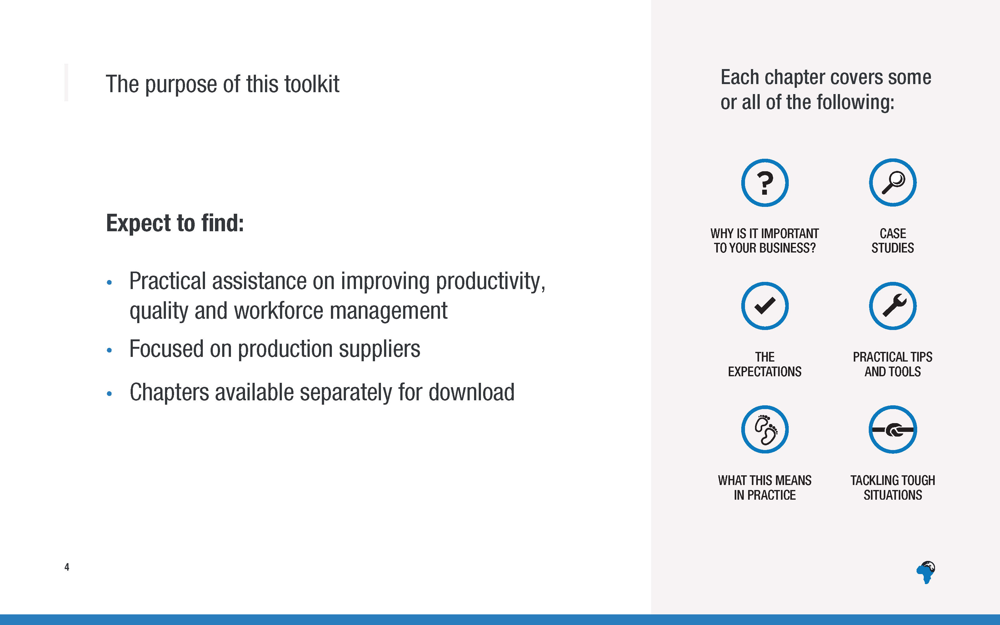 The purpose of this toolkit
Expect to find:
• Practical assistance on improving productivity,
quality and workforce management
• Focused on production suppliers
• Chapters available separately for download
Each chapter covers some
or all of the following:
?
WHY IS IT IMPORTANT
TO YOUR BUSINESS?
CASE
STUDIES
THE
EXPECTATIONS
PRACTICAL TIPS
AND TOOLS
WHAT THIS MEANS
IN PRACTICE
TACKLING TOUGH
SITUATIONS
4